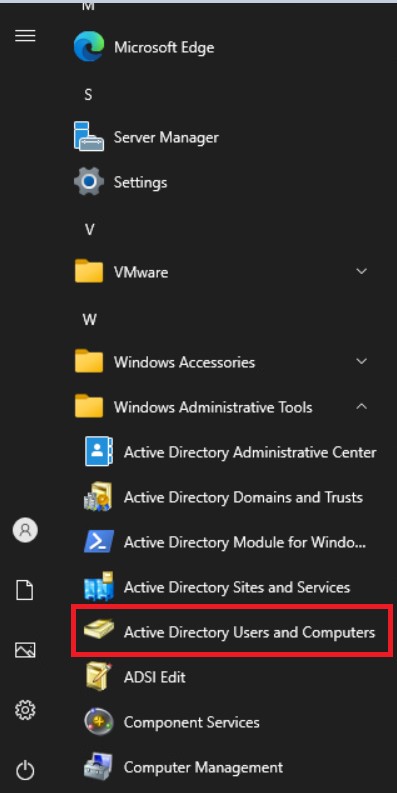 M
Microsoft Edge
S
Server Manager
Settings
V
VMware
W
Windows Accessories
Windows Administrative Tools
Active Directory Administrative Center
Active Directory Domains and Trusts
Active Directory Module for Windo...
Active Directory Sites and Services
Active Directory Users and Computers
ADSI Edit
Component Services
Computer Management